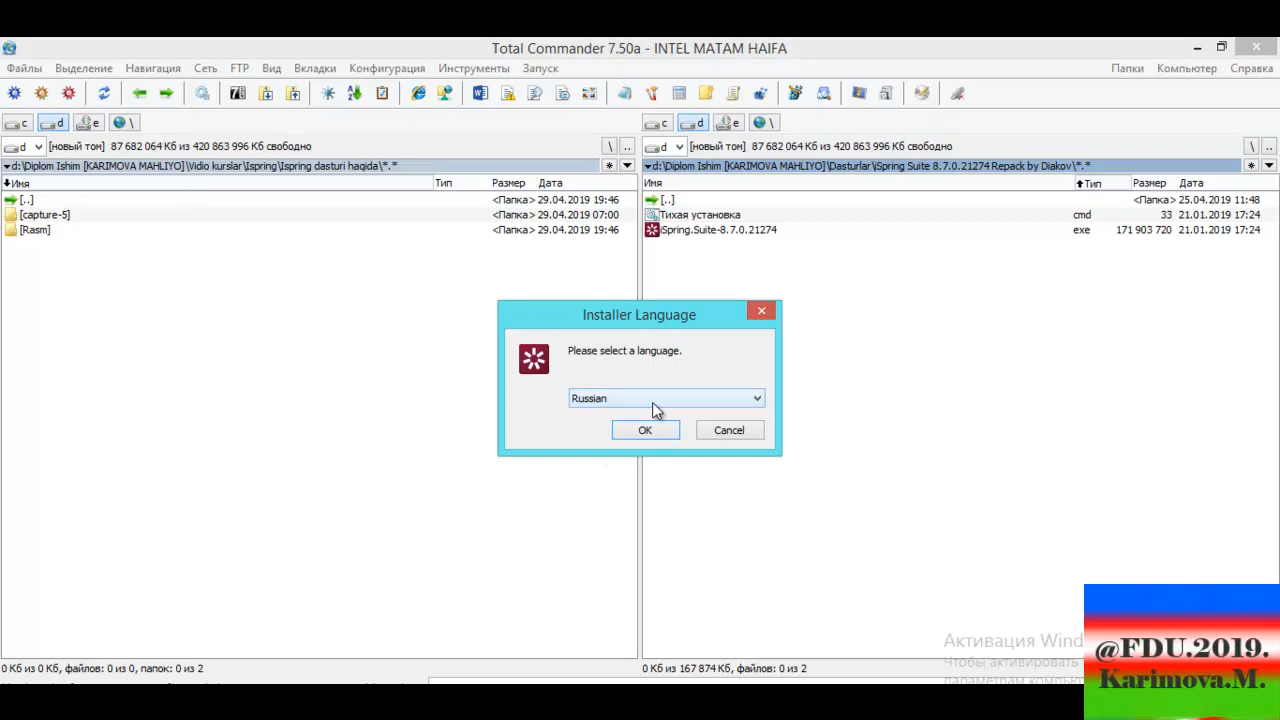 Total Commander 7.50a - INTEL MATAM HAIFA
Файлы Выделение Навигация Сеть FTP Вид Вкладки Конфигурация Инструменты Запуск Папки Компьютер Справка
c d e \ c d e \
d [новый том] 87 682 064 Кб из 420 863 996 Кб свободно \ .. d [новый том] 87 682 064 Кб из 420 863 996 Кб свободно \ ..
d:\Diplom Ishim [KARIMOVA MAHLIYO]\Vidio kurslar\Ispring\Ispring dasturi haqida\*.* * d:\Diplom Ishim [KARIMOVA MAHLIYO]\Dasturlar\iSpring Suite 8.7.0.21274 Repack by Diakov\*.* *
Имя Тип Размер Дата Имя Тип Размер Дата
[..] <Папка> 29.04.2019 19:46 [..] <Папка> 25.04.2019 11:48
[capture-5] <Папка> 29.04.2019 07:00 Тихая установка cmd 33 21.01.2019 17:24
[Rasm] <Папка> 29.04.2019 19:46 iSpring.Suite-8.7.0.21274 exe 171 903 720 21.01.2019 17:24
Installer Language
Please select a language.
Russian
OK Cancel
Активация Wind
Чтобы активировать
параметрам компью
@FDU.2019.
Karimova.M.
0 Кб из 0 Кб, файлов: 0 из 0, папок: 0 из 2 0 Кб из 167 874 Кб, файлов: 0 из 2